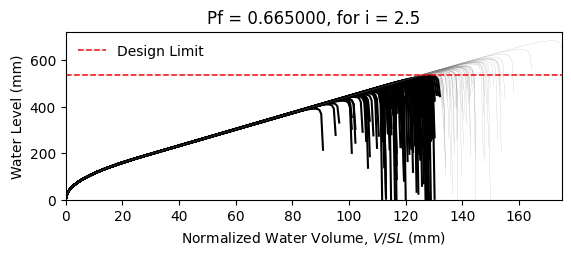 Pf = 0.665000, for i = 2.5
Design Limit
Water Level (mm)
600
400
200
0
0 20 40 60 80 100 120 140 160
Normalized Water Volume, V/SL (mm)